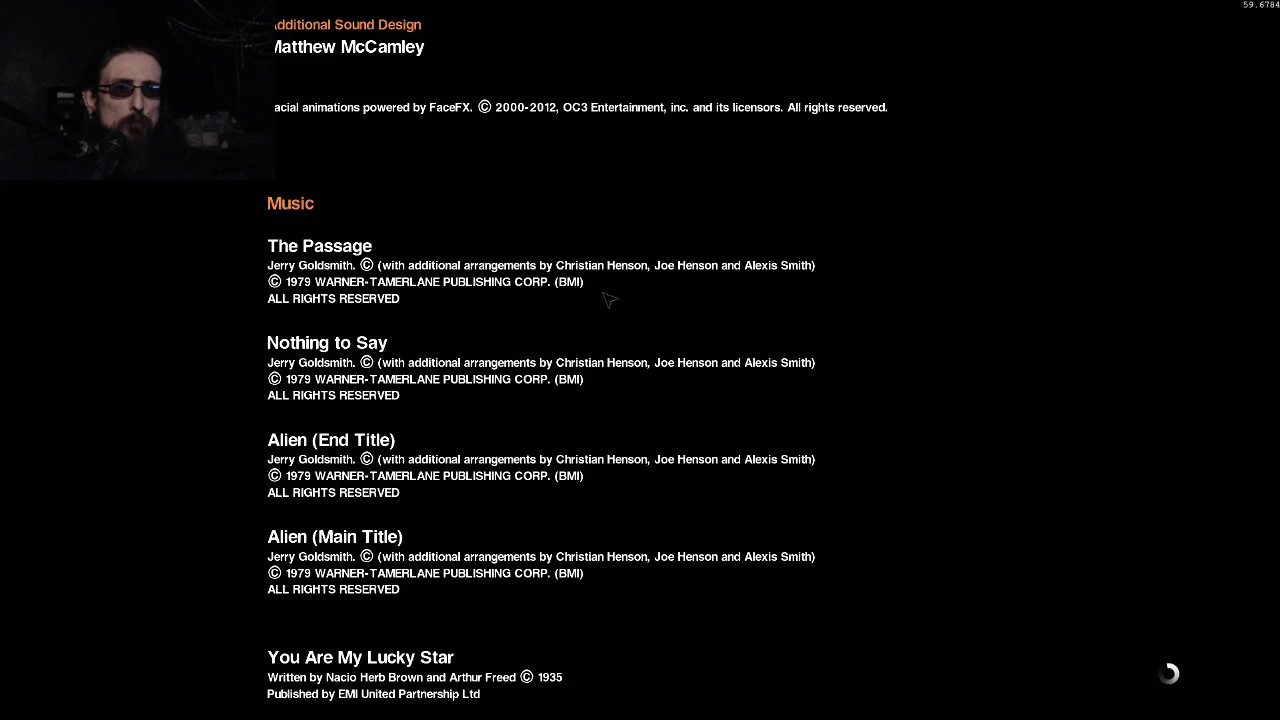 59.6784
dditional Sound Design
Matthew McCamley
acial animations powered by FaceFX. © 2000-2012, OC3 Entertainment, inc. and its licensors. All rights reserved.
Music
The Passage
Jerry Goldsmith. © (with additional arrangements by Christian Henson, Joe Henson and Alexis Smith)
© 1979 WARNER-TAMERLANE PUBLISHING CORP. (BMI)
ALL RIGHTS RESERVED
Nothing to Say
Jerry Goldsmith. © (with additional arrangements by Christian Henson, Joe Henson and Alexis Smith)
© 1979 WARNER-TAMERLANE PUBLISHING CORP. (BMI)
ALL RIGHTS RESERVED
Alien (End Title)
Jerry Goldsmith. © (with additional arrangements by Christian Henson, Joe Henson and Alexis Smith)
© 1979 WARNER-TAMERLANE PUBLISHING CORP. (BMI)
ALL RIGHTS RESERVED
Alien (Main Title)
Jerry Goldsmith. © (with additional arrangements by Christian Henson, Joe Henson and Alexis Smith)
© 1979 WARNER-TAMERLANE PUBLISHING CORP. (BMI)
ALL RIGHTS RESERVED
You Are My Lucky Star
Written by Nacio Herb Brown and Arthur Freed © 1935
Published by EMI United Partnership Ltd